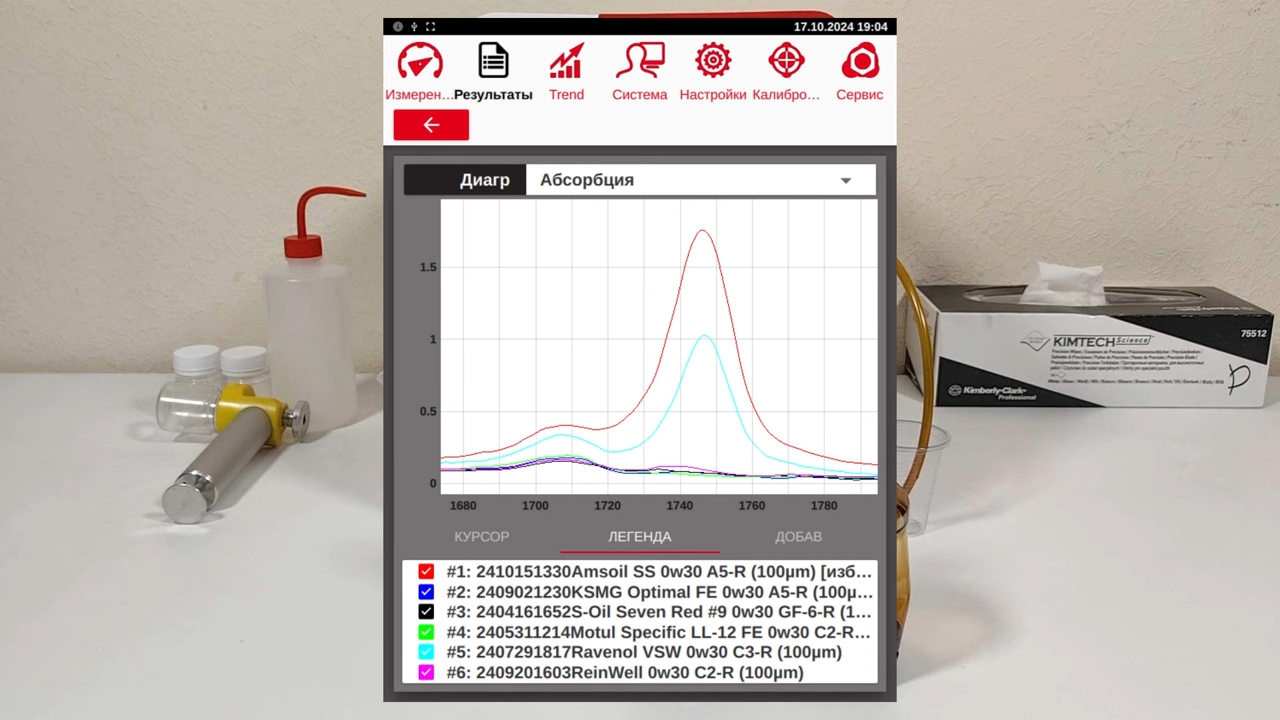 17.10.2024 19:04
Измерен... Результаты Trend Система Настройки Калибро... Сервис
Диагр Абсорбция
1.5
1
0.5
0
1680 1700 1720 1740 1760 1780
КУРСОР ЛЕГЕНДА ДОБАВ
#1: 2410151330Amsoil SS 0w30 A5-R (100µm) [изб...
#2: 2409021230KSMG Optimal FE 0w30 A5-R (100µ...
#3: 2404161652S-Oil Seven Red #9 0w30 GF-6-R (1...
#4: 2405311214Motul Specific LL-12 FE 0w30 C2-R...
#5: 2407291817Ravenol VSW 0w30 C3-R (100µm)
#6: 2409201603ReinWell 0w30 C2-R (100µm)
75512
KIMTECH Science
Kimberly-Clark
Professional